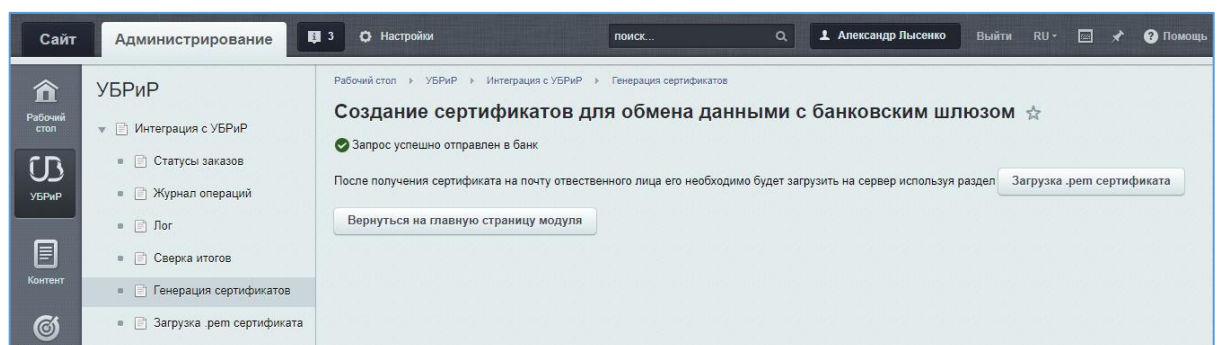 Сайт
Администрирование
3
Настройки
поиск...
Александр Лысенко
Выйти
RU
Помощь
Рабочий
стол
УБРиР
Контент
УБРиР
Интеграция с УБРиР
Статусы заказов
Журнал операций
Лог
Сверка итогов
Генерация сертификатов
Загрузка .pem сертификата
Рабочий стол УБРиР Интеграция с УБРиР Генерация сертификатов
Создание сертификатов для обмена данными с банковским шлюзом
Запрос успешно отправлен в банк
После получения сертификата на почту отвественного лица его необходимо будет загрузить на сервер используя раздел Загрузка .pem сертификата
Вернуться на главную страницу модуля